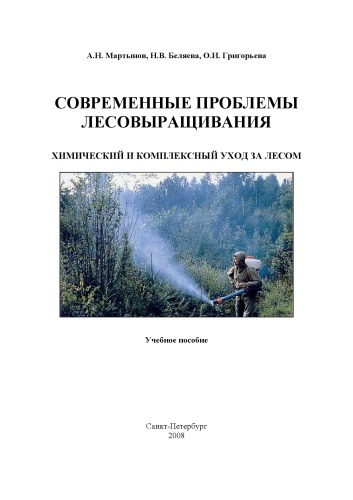 А.Н. Мартынов, Н.В. Беляева, О.И. Григорьева
СОВРЕМЕННЫЕ ПРОБЛЕМЫ
ЛЕСОВЫРАЩИВАНИЯ
ХИМИЧЕСКИЙ И КОМПЛЕКСНЫЙ УХОД ЗА ЛЕСОМ
Учебное пособие
Санкт-Петербург
2008